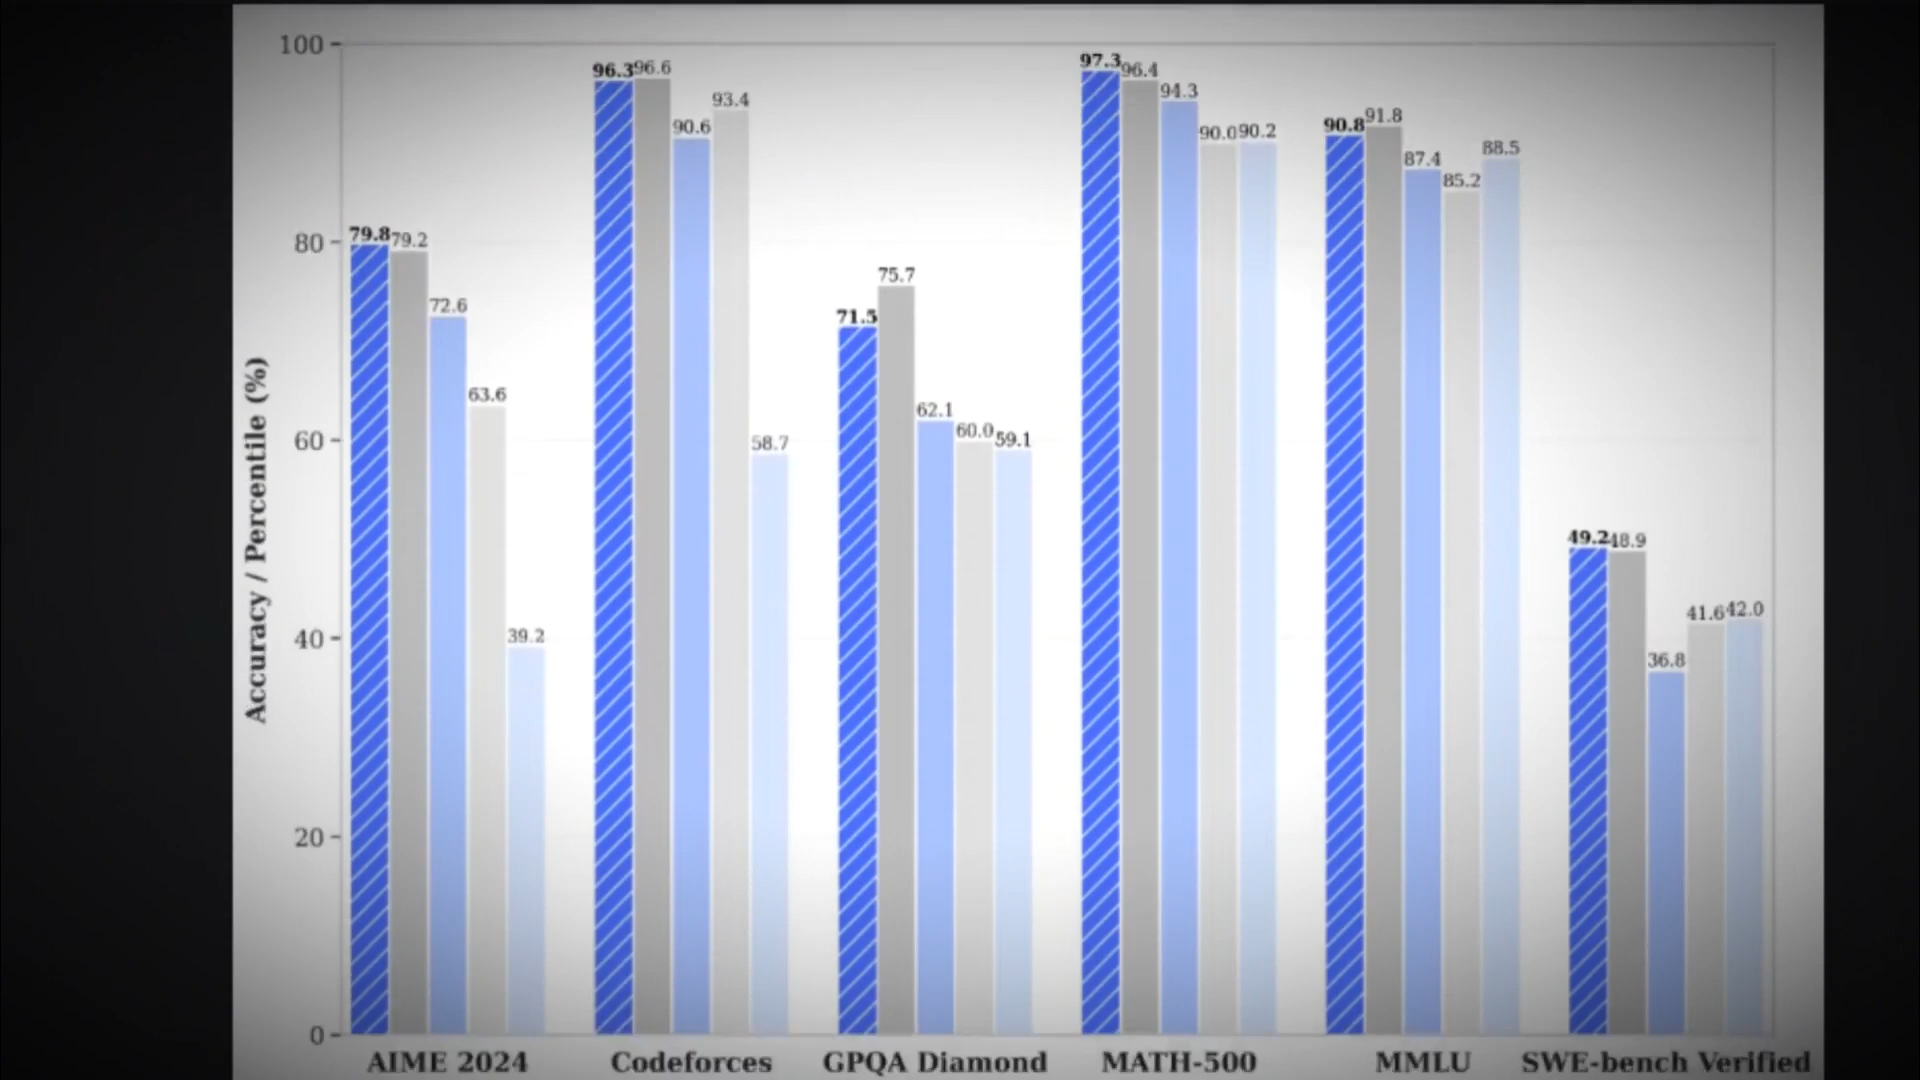 Accuracy / Percentile (%)
100
80
60
40
20
0
79.8 79.2 72.6 63.6 39.2
96.3 96.6 90.6 93.4 58.7
71.5 75.7 62.1 60.0 59.1
97.3 96.4 94.3 90.0 90.2
90.8 91.8 87.4 85.2 88.5
49.2 48.9 36.8 41.6 42.0
AIME 2024 Codeforces GPQA Diamond MATH-500 MMLU SWE-bench Verified